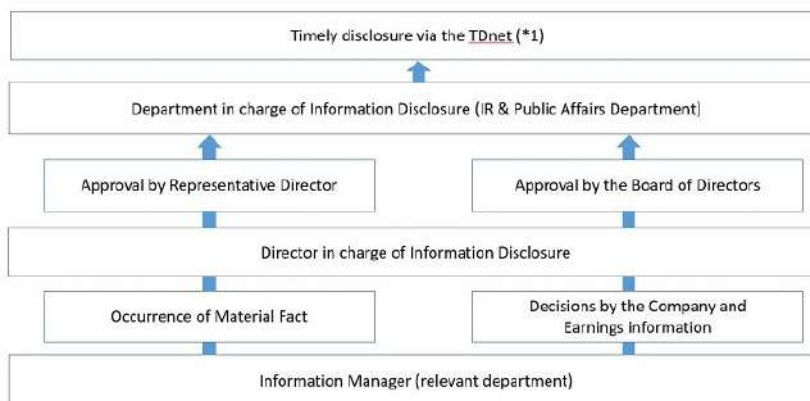 Timely disclosure via the TDnet (*1)
Department in charge of Information Disclosure (IR & Public Affairs Department)
Approval by Representative Director
Approval by the Board of Directors
Director in charge of Information Disclosure
Occurrence of Material Fact
Decisions by the Company and
Earnings information
Information Manager (relevant department)